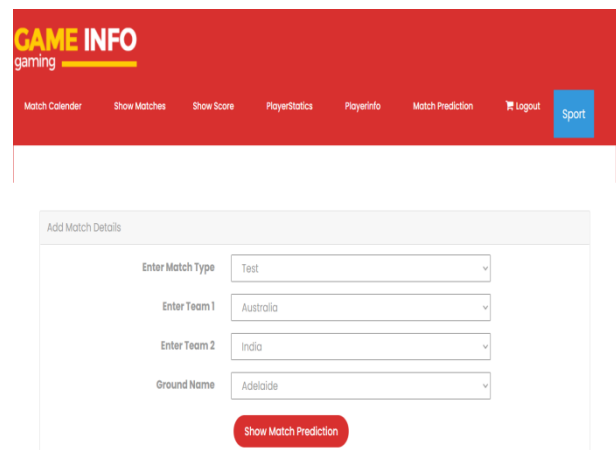 GAME INFO
gaming
Match Calender Show Matches Show Score PlayerStatics Playerinfo Match Prediction Logout Sport
Add Match Details
Enter Match Type Test
Enter Team 1 Australia
Enter Team 2 India
Ground Name Adelaide
Show Match Prediction